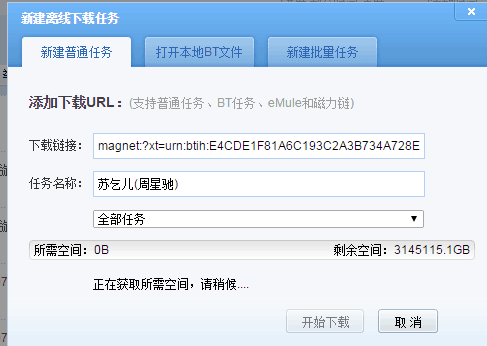 新建离线下载任务
新建普通任务 打开本地BT文件 新建批量任务
添加下载URL：(支持普通任务、BT任务、eMule和磁力链)
下载链接： magnet:?xt=urn:btih:E4CDE1F81A6C193C2A3B734A728E
任务名称： 苏乞儿(周星驰)
全部任务
所需空间：0B 剩余空间：3145115.1GB
正在获取所需空间，请稍候....
开始下载 取消